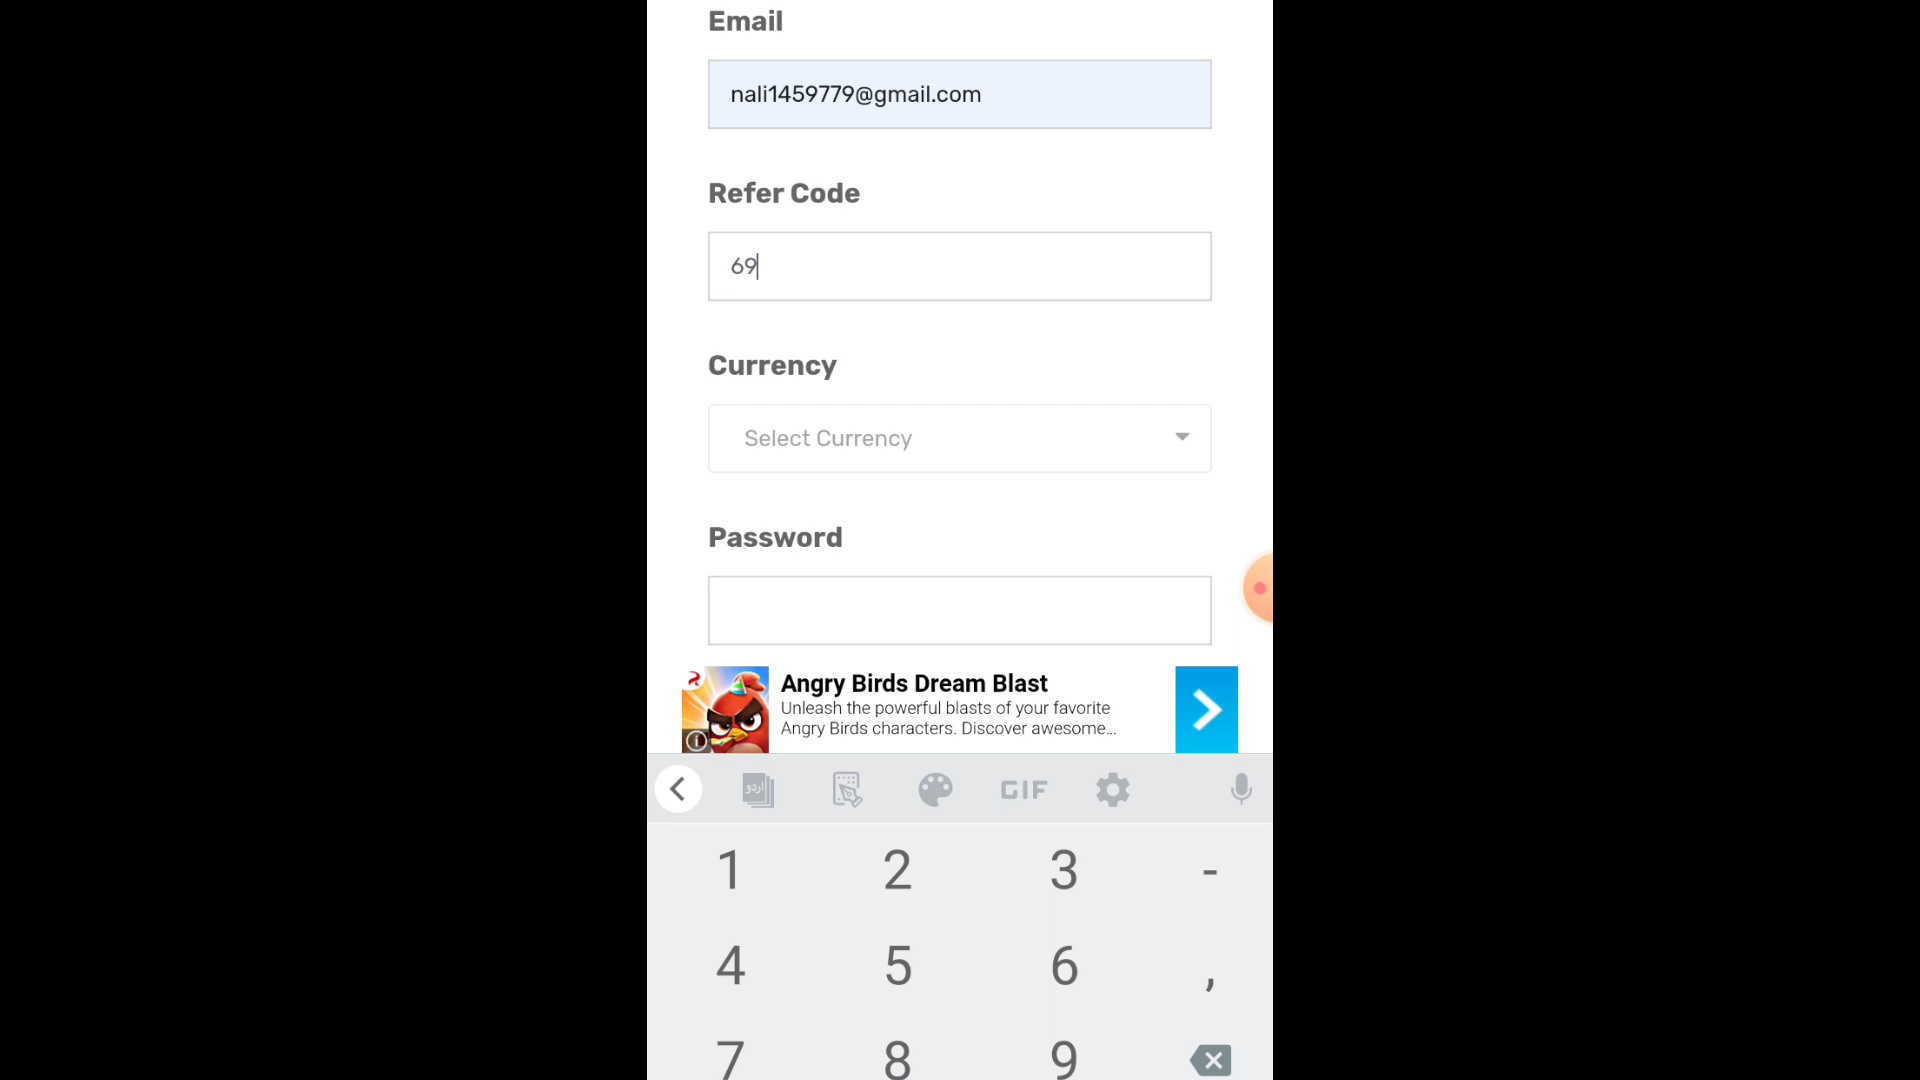 Email
nali1459779@gmail.com
Refer Code
69
Currency
Select Currency
Password
Angry Birds Dream Blast
Unleash the powerful blasts of your favorite
Angry Birds characters. Discover awesome...
اردو
GIF
1 2 3 -
4 5 6 ,
7 8 9